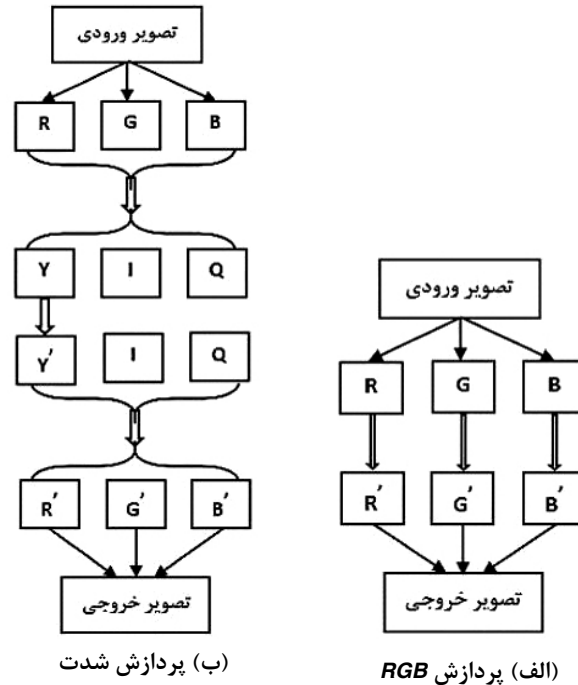 تصویر ورودی
R G B
Y I Q
Y′ I Q
R′ G′ B′
تصویر خروجی
(ب) پردازش شدت
تصویر ورودی
R G B
R′ G′ B′
تصویر خروجی
(الف) پردازش RGB